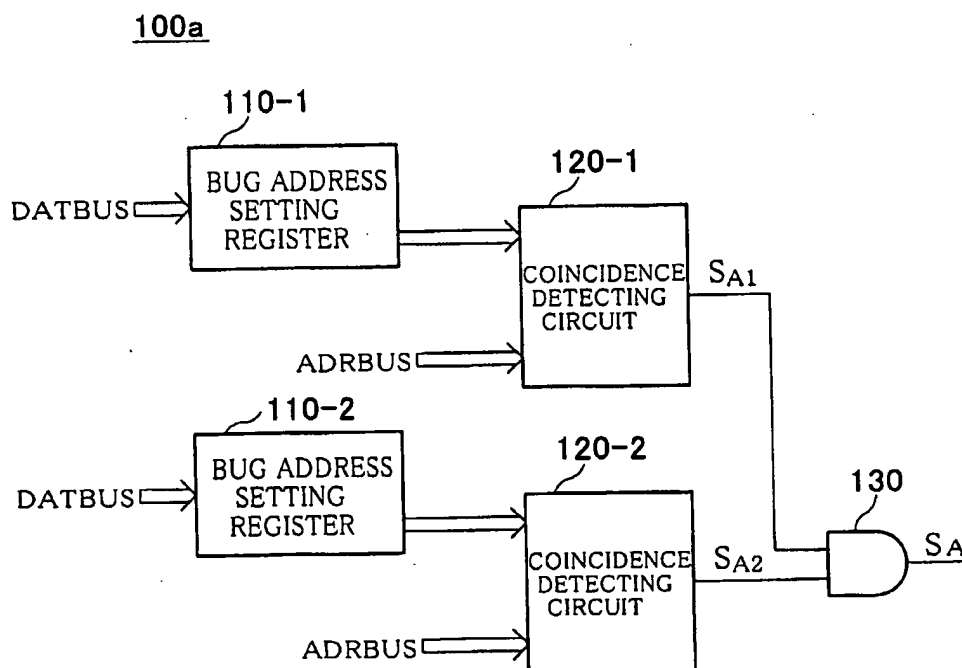 100a
110-1
BUG ADDRESS
SETTING
REGISTER
DATBUS
120-1
COINCIDENCE
DETECTING
CIRCUIT
SA1
ADRBUS
110-2
BUG ADDRESS
SETTING
REGISTER
DATBUS
120-2
COINCIDENCE
DETECTING
CIRCUIT
SA2
130
SA
ADRBUS